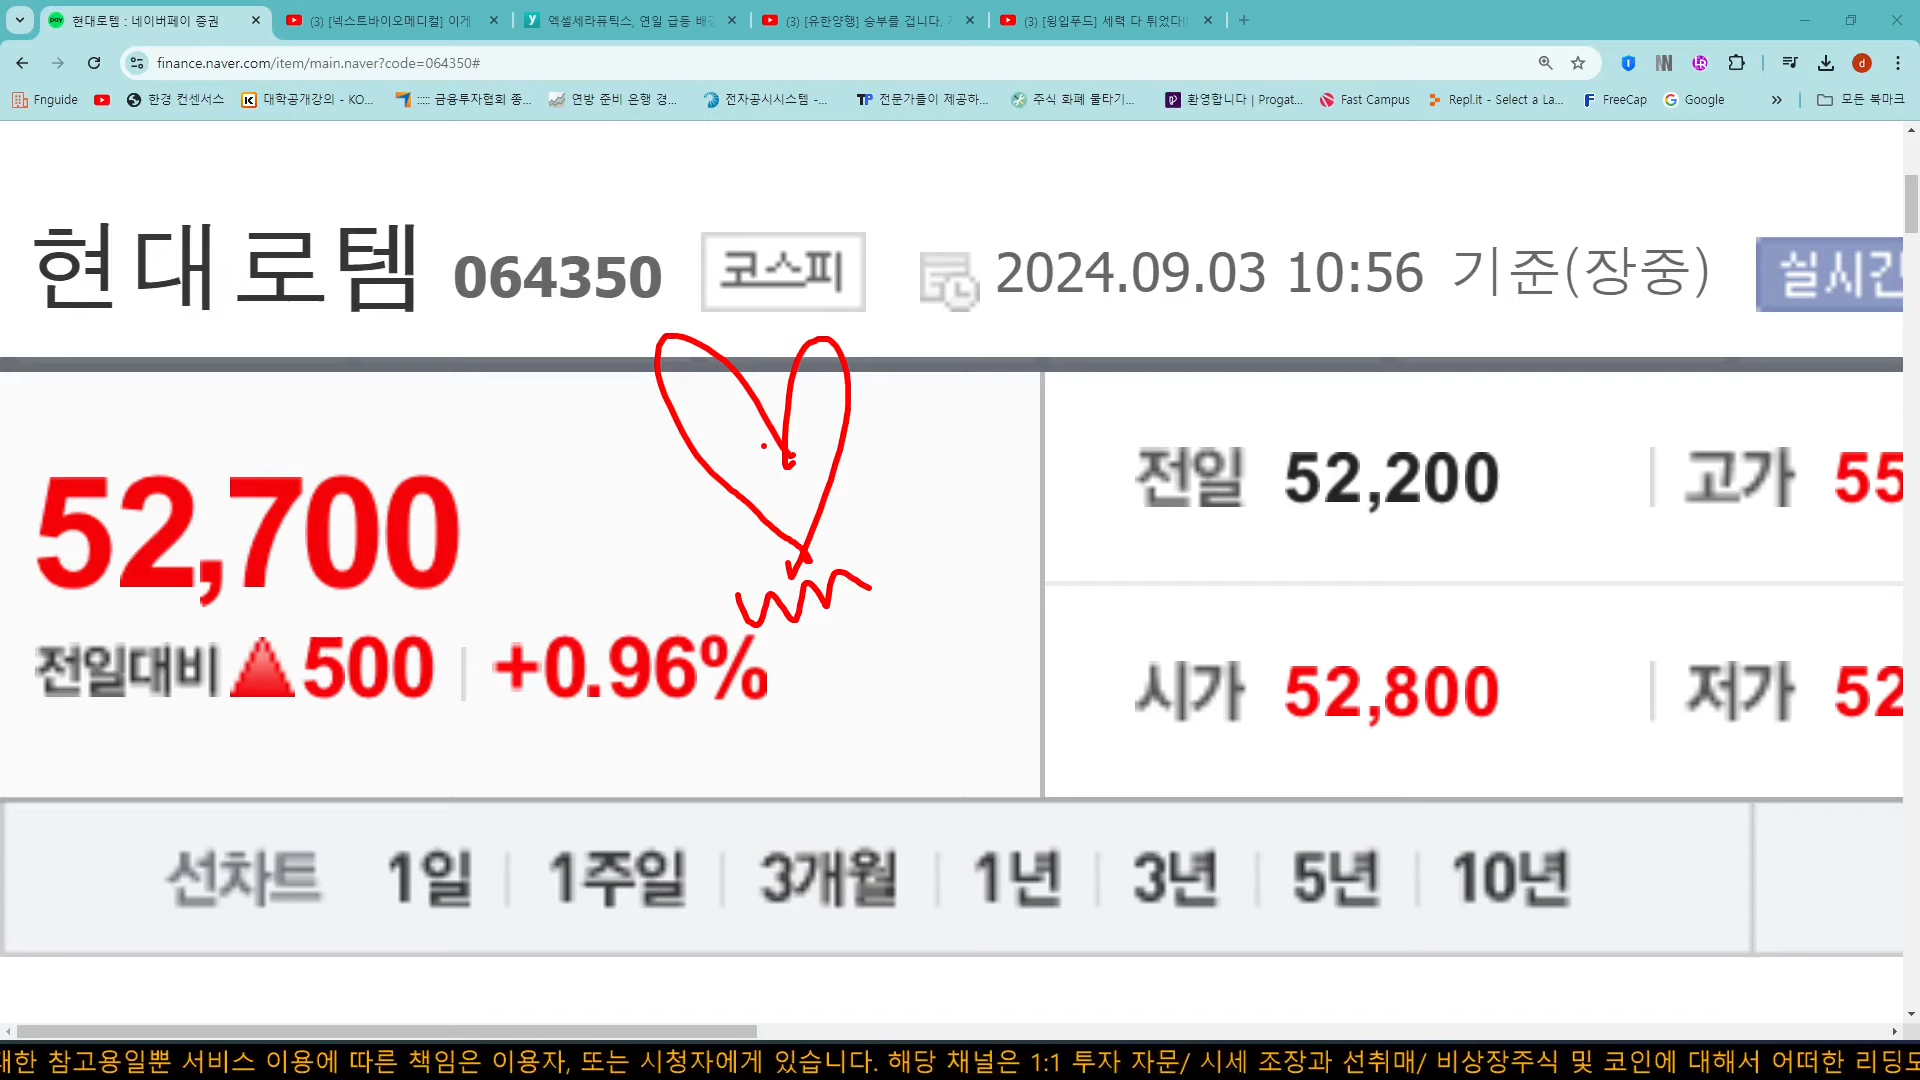 현대로템 : 네이버페이 증권
(3) [넥스트바이오메디컬] 이게
엑셀세라퓨틱스, 연일 급등 배경
(3) [유한양행] 승부를 겁니다.
(3) [윙입푸드] 세력 다 튀었다!
finance.naver.com/item/main.naver?code=064350#
Fnguide
한경 컨센서스
대학공개강의 - KO...
::::: 금융투자협회 종...
연방 준비 은행 경...
전자공시시스템 -...
전문가들이 제공하...
주식 화폐 물타기...
환영합니다 | Progat...
Fast Campus
Repl.it - Select a La...
FreeCap
Google
모든 북마크
현대로템 064350 코스피 2024.09.03 10:56 기준(장중) 실시간
52,700
전일대비 ▲500 | +0.96%
전일 52,200 | 고가 55
시가 52,800 | 저가 52
선차트 1일 | 1주일 | 3개월 | 1년 | 3년 | 5년 | 10년
대한 참고용일뿐 서비스 이용에 따른 책임은 이용자, 또는 시청자에게 있습니다. 해당 채널은 1:1 투자 자문/ 시세 조장과 선취매/ 비상장주식 및 코인에 대해서 어떠한 리딩도